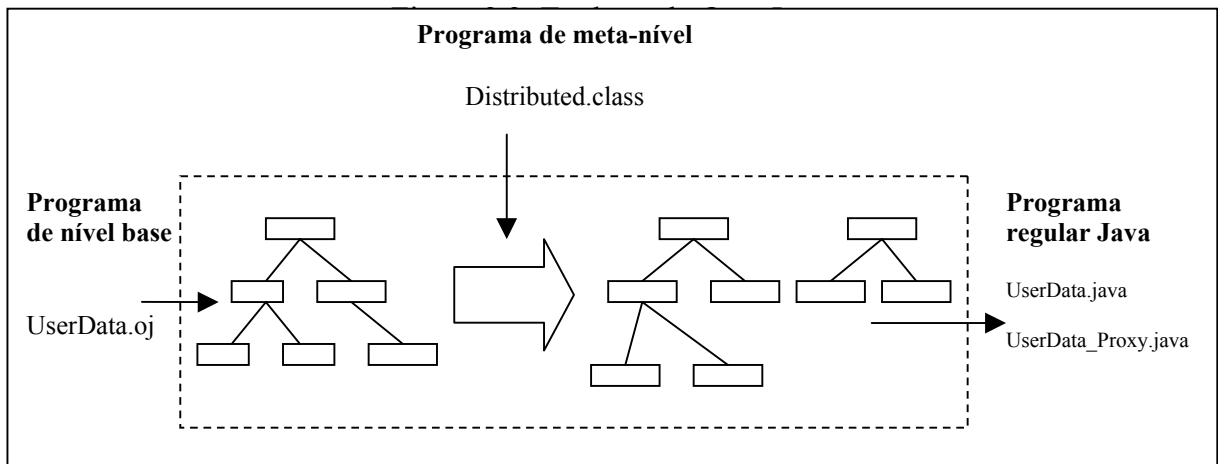 Programa de meta-nível
Distributed.class
Programa
de nível base
UserData.oj
Programa
regular Java
UserData.java
UserData_Proxy.java